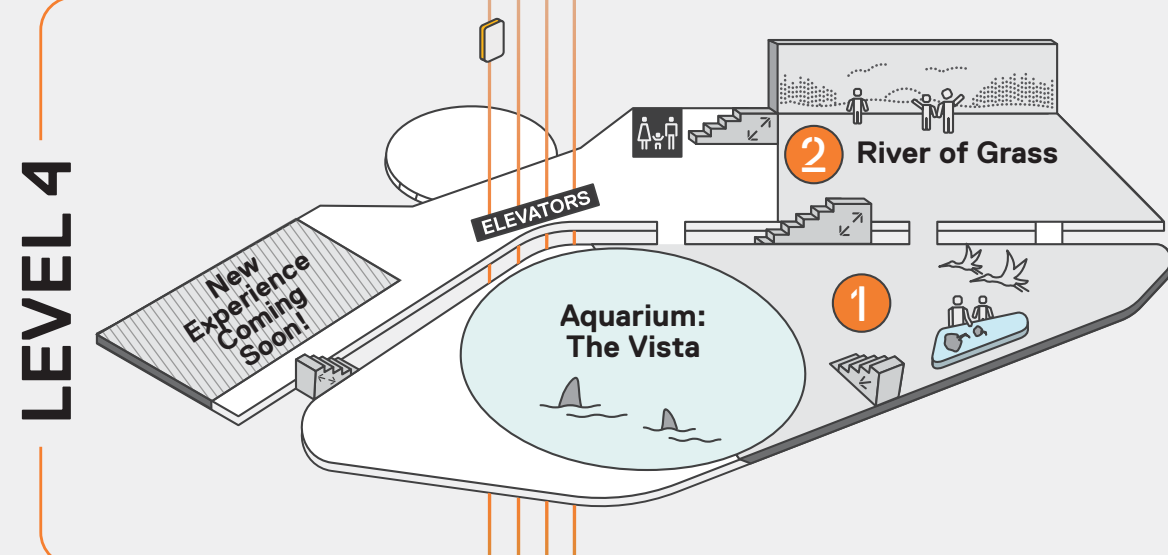 LEVEL 4
ELEVATORS
2
River of Grass
New
Experience
Coming
Soon!
Aquarium:
The Vista
1